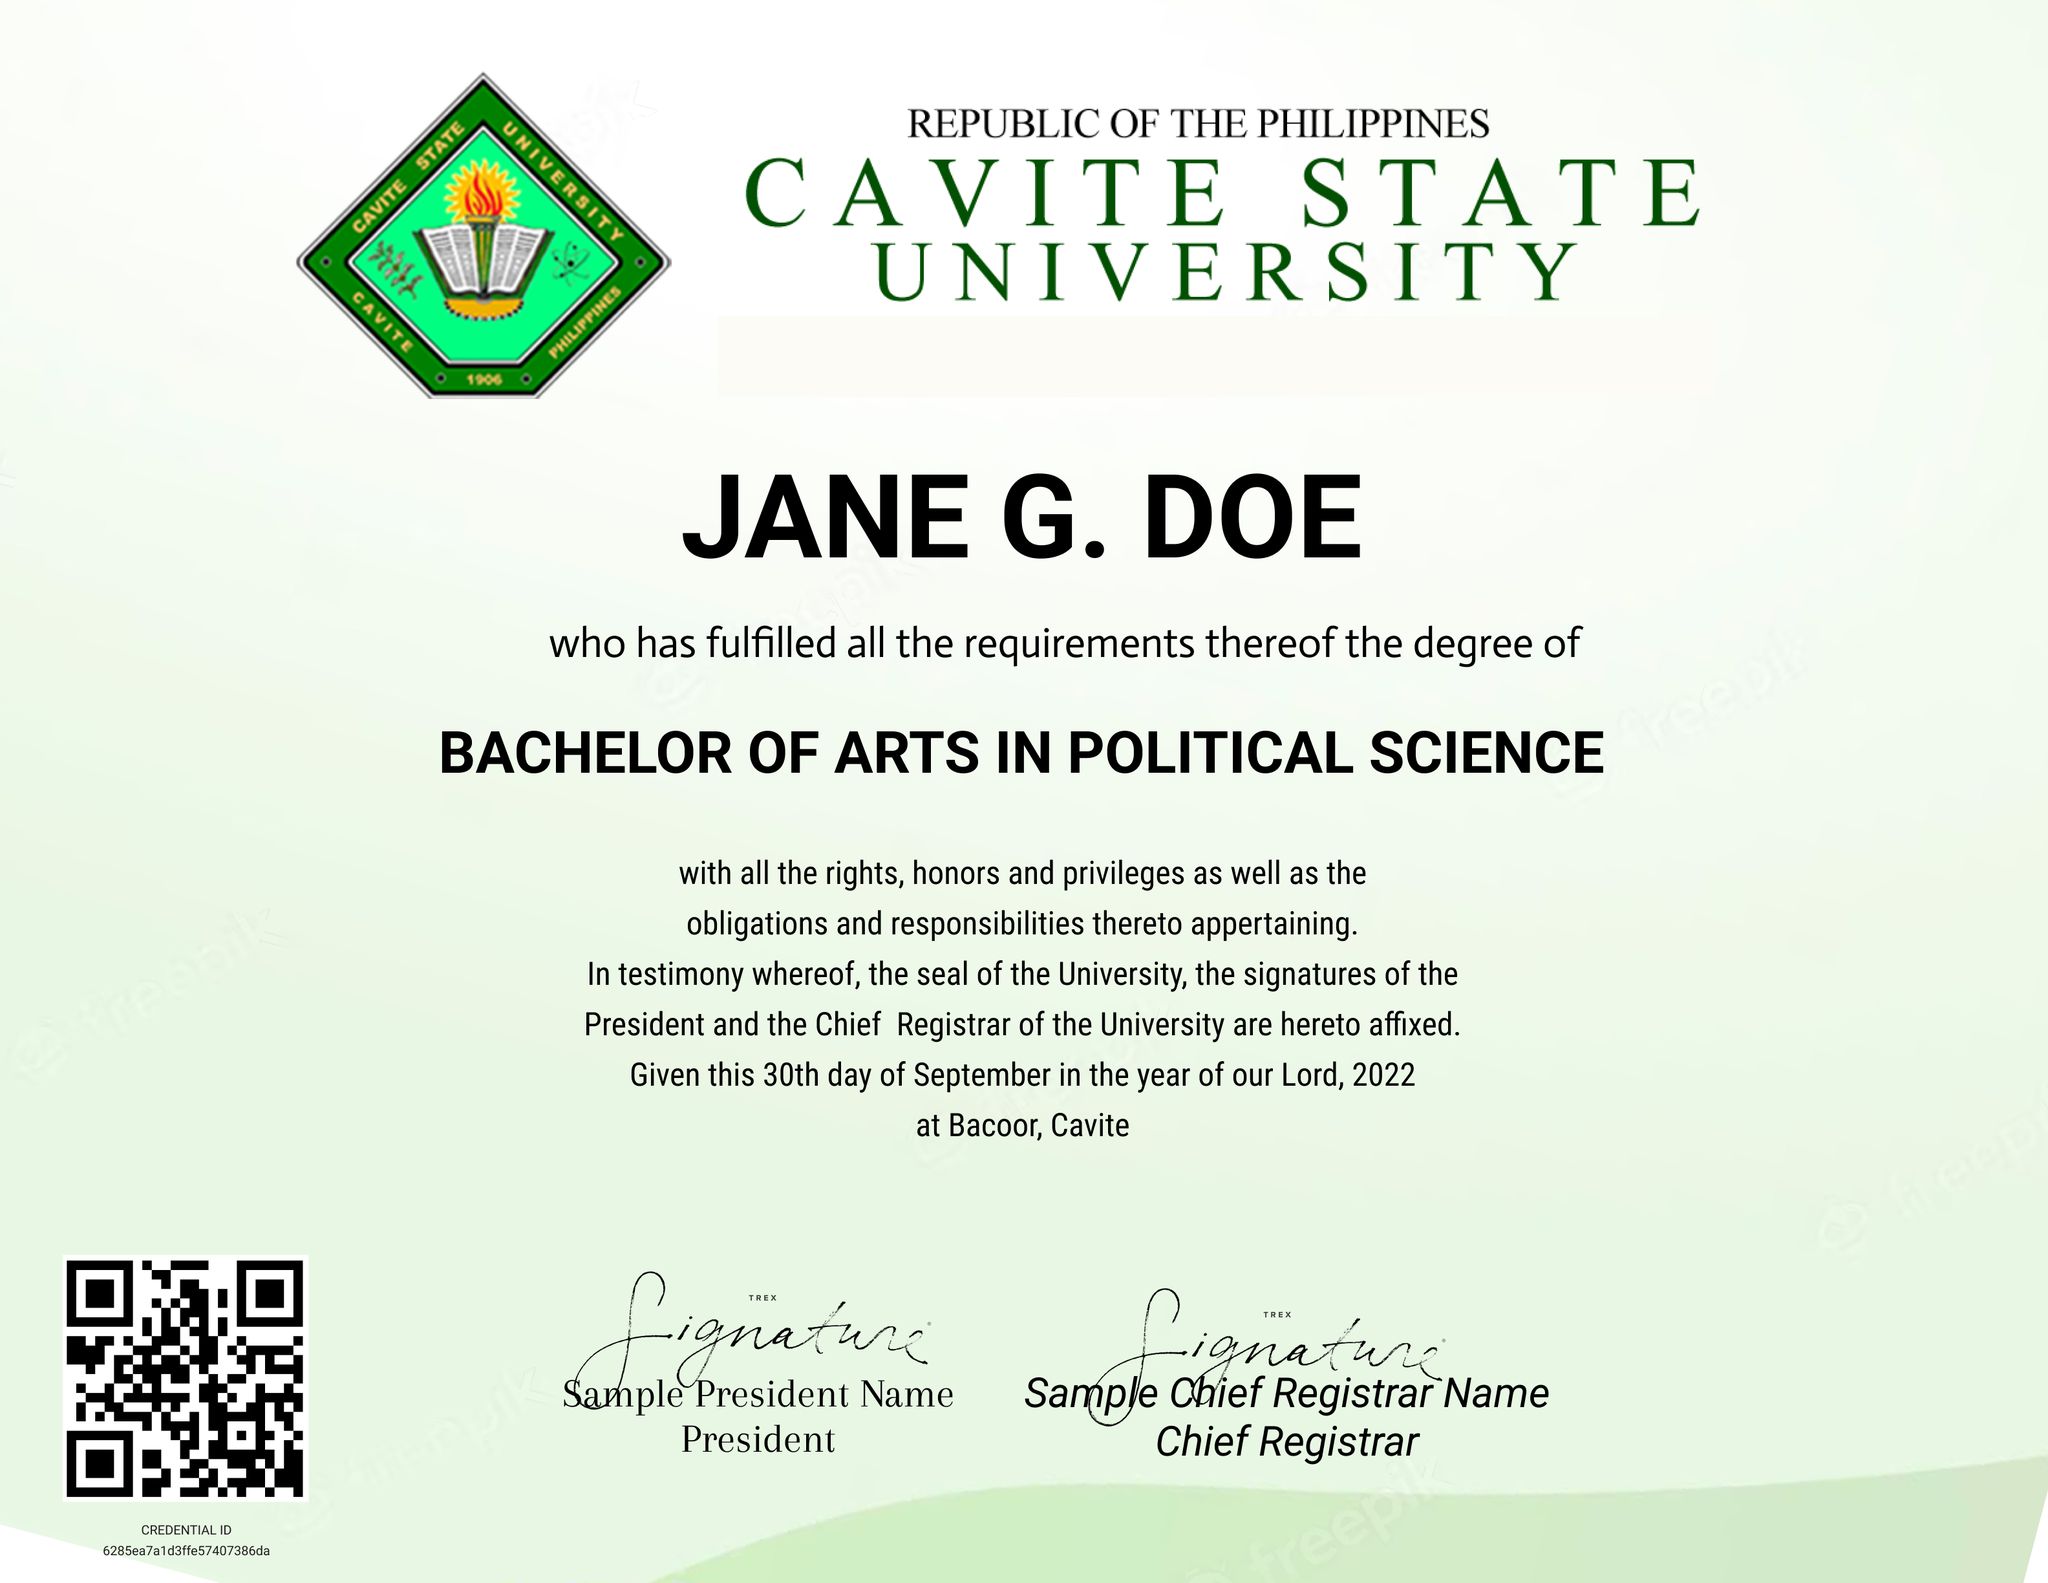 CAVITE STATE UNIVERSITY
CAVITE PHILIPPINES
1906
REPUBLIC OF THE PHILIPPINES
CAVITE STATE
UNIVERSITY
JANE G. DOE
who has fulfilled all the requirements thereof the degree of
BACHELOR OF ARTS IN POLITICAL SCIENCE
with all the rights, honors and privileges as well as the
obligations and responsibilities thereto appertaining.
In testimony whereof, the seal of the University, the signatures of the
President and the Chief  Registrar of the University are hereto affixed.
Given this 30th day of September in the year of our Lord, 2022
at Bacoor, Cavite
TREX
Signature
Sample President Name
President
TREX
Signature
Sample Chief Registrar Name
Chief Registrar
CREDENTIAL ID
6285ea7a1d3ffe57407386da
freepik
freepik
freepik
freepik
freepik
freepik